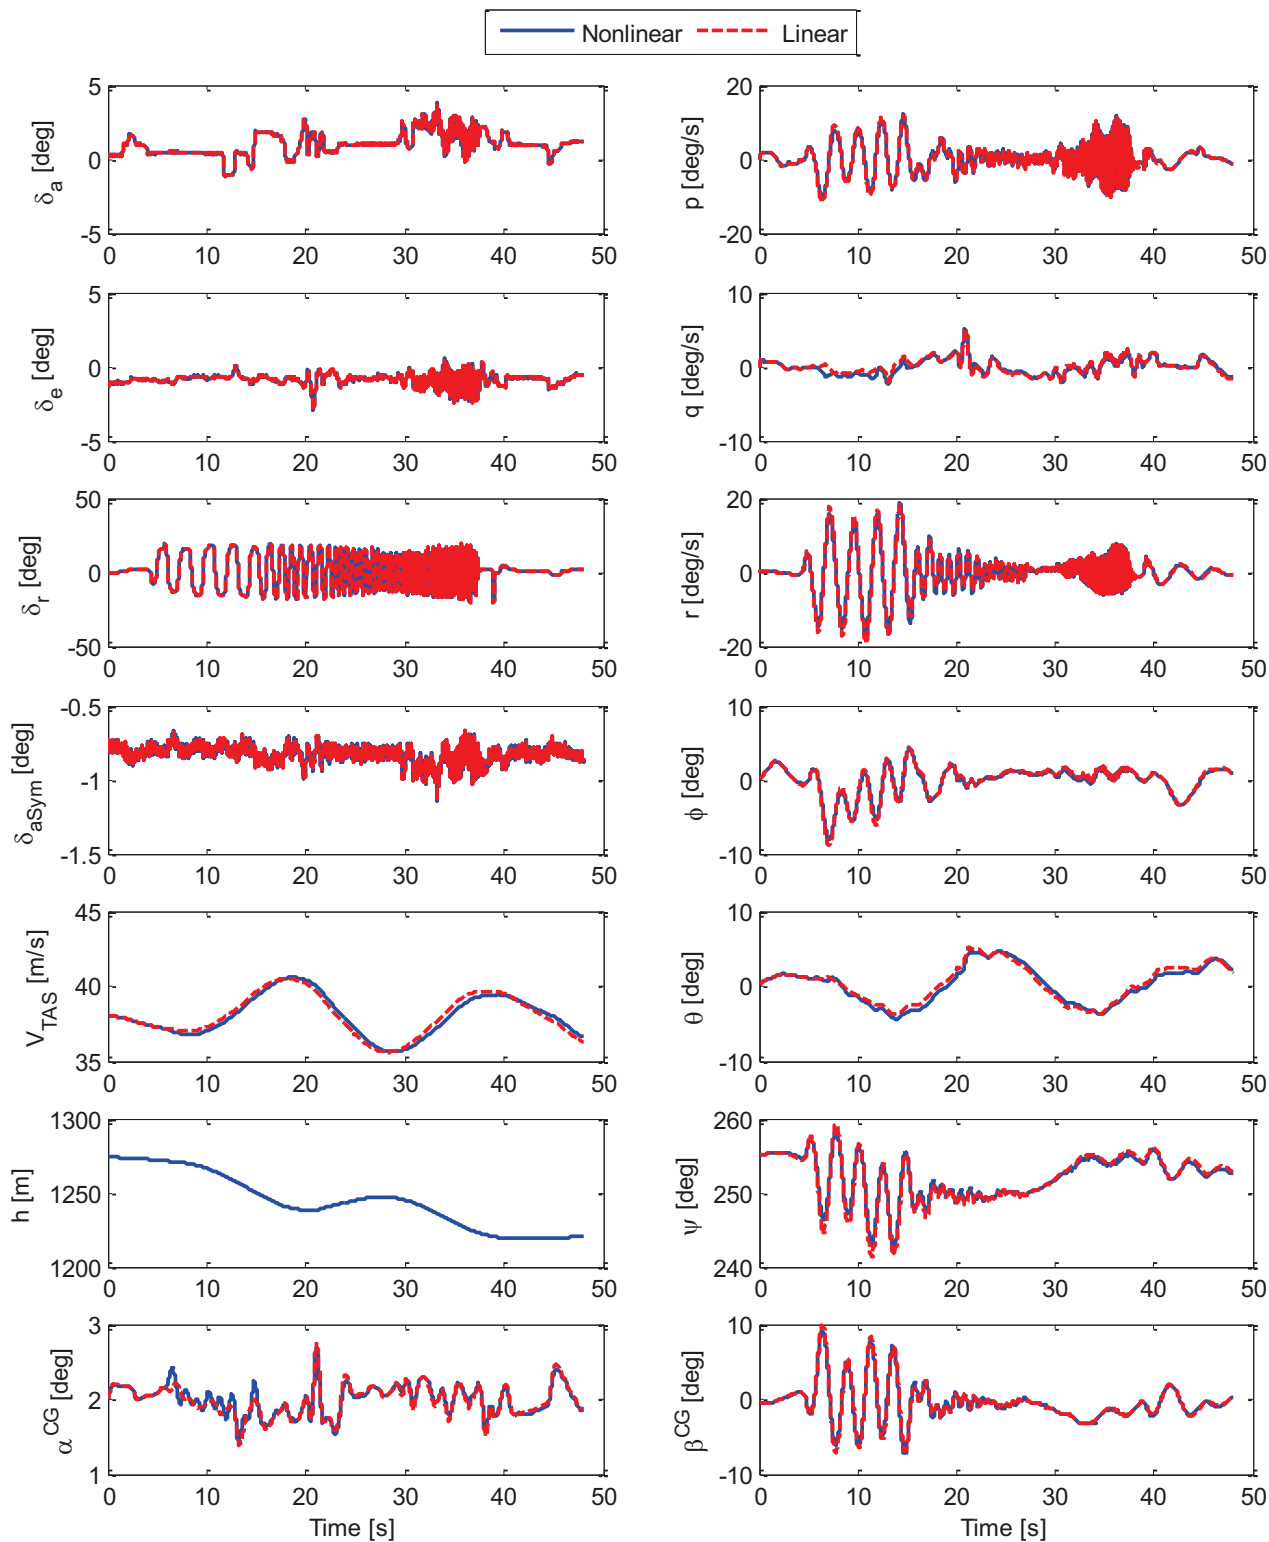 Nonlinear Linear
5
0
-5
δa [deg]
0 10 20 30 40 50
20
0
-20
p [deg/s]
0 10 20 30 40 50
5
0
-5
δe [deg]
0 10 20 30 40 50
10
0
-10
q [deg/s]
0 10 20 30 40 50
50
0
-50
δr [deg]
0 10 20 30 40 50
20
0
-20
r [deg/s]
0 10 20 30 40 50
-0.5
-1
-1.5
δaSym [deg]
0 10 20 30 40 50
10
0
-10
ϕ [deg]
0 10 20 30 40 50
45
40
35
VTAS [m/s]
0 10 20 30 40 50
10
0
-10
θ [deg]
0 10 20 30 40 50
1300
1250
1200
h [m]
0 10 20 30 40 50
260
250
240
ψ [deg]
0 10 20 30 40 50
3
2
1
αCG [deg]
0 10 20 30 40 50
Time [s]
10
0
-10
βCG [deg]
0 10 20 30 40 50
Time [s]